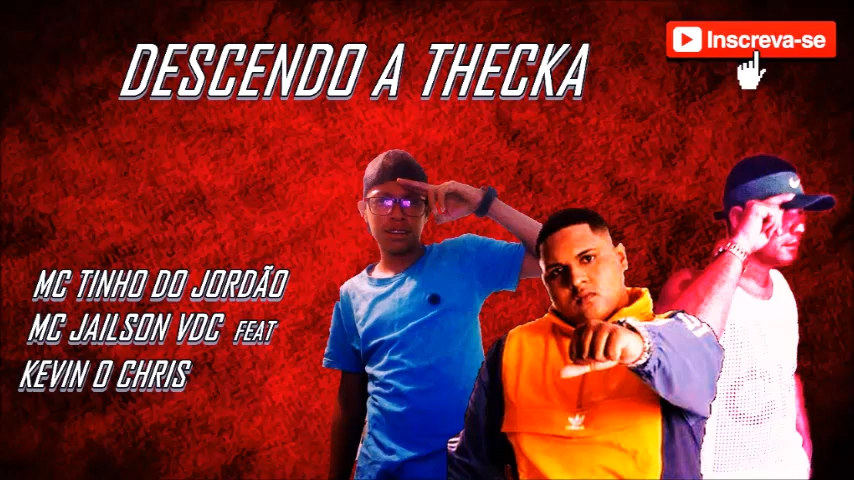 DESCENDO A THECKA
Inscreva-se
MC TINHO DO JORDÃO
MC JAILSON VDC FEAT
KEVIN O CHRIS